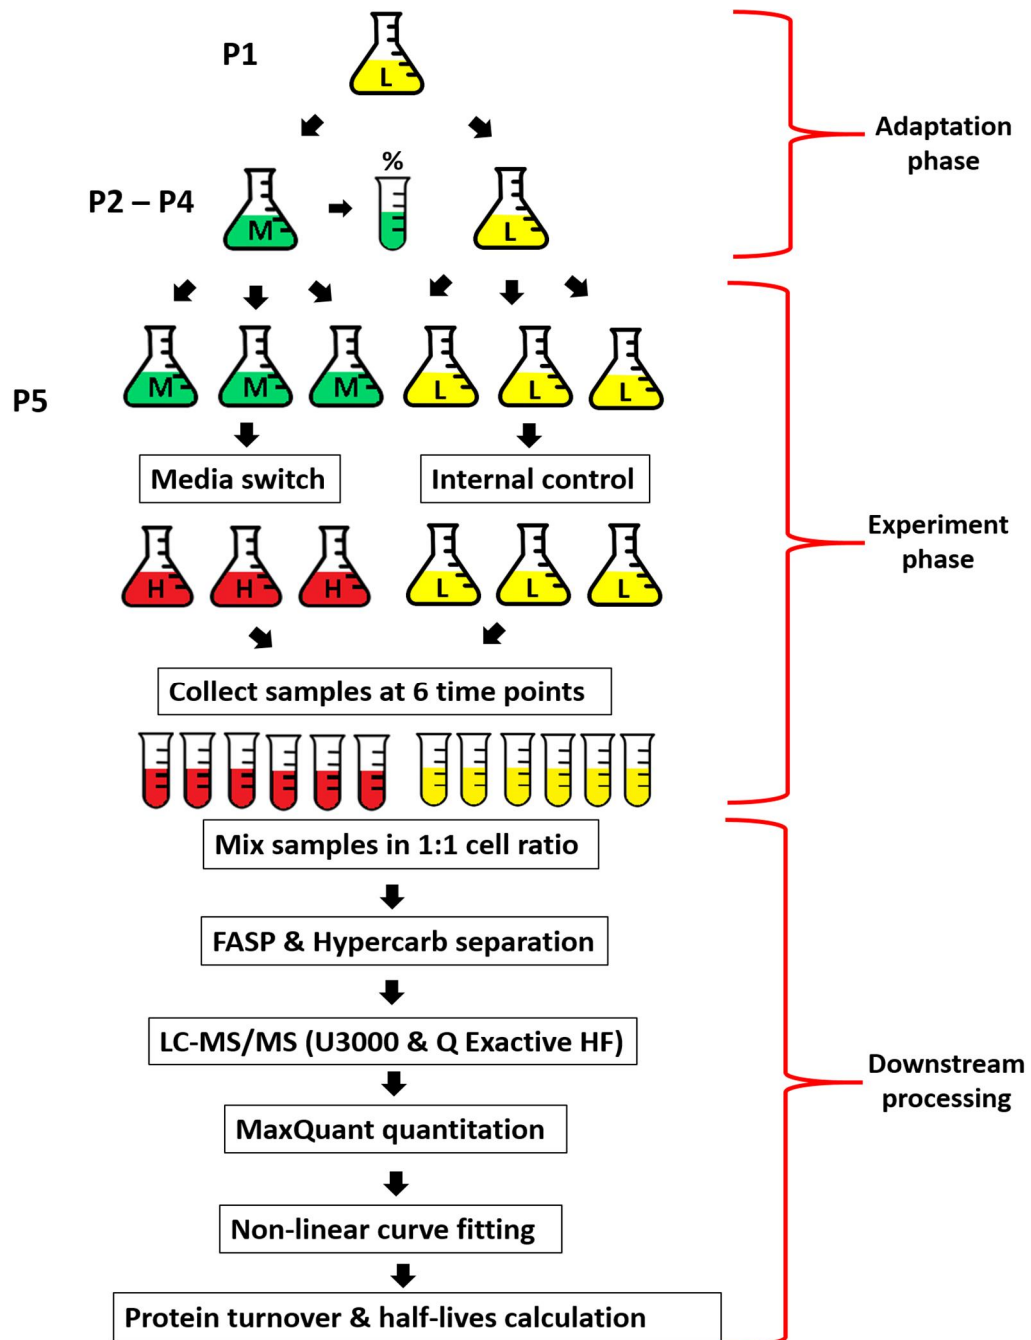 P1
L
Adaptation
phase
%
P2 – P4
M
L
P5
M
M
M
L
L
L
Media switch
Internal control
Experiment
phase
H
H
H
L
L
L
Collect samples at 6 time points
Mix samples in 1:1 cell ratio
FASP & Hypercarb separation
LC-MS/MS (U3000 & Q Exactive HF)
Downstream
processing
MaxQuant quantitation
Non-linear curve fitting
Protein turnover & half-lives calculation